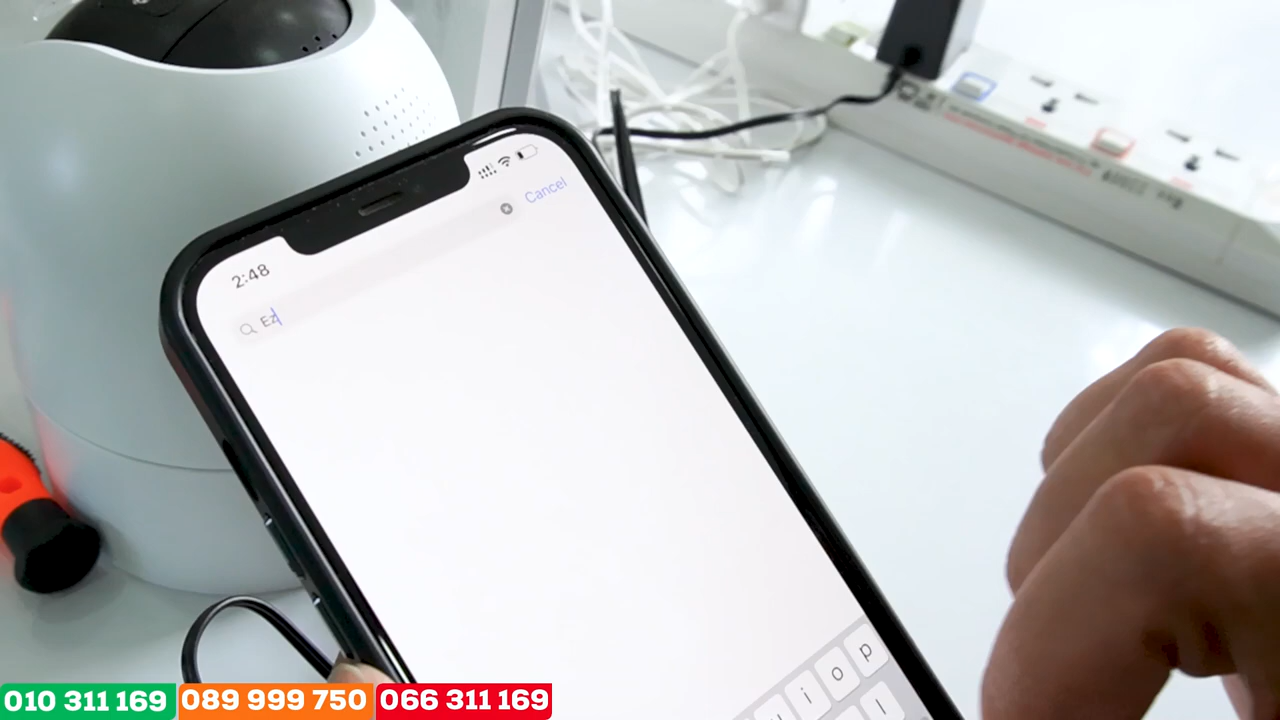 2:48
Cancel
Ez
u i o p
l
010 311 169
089 999 750
066 311 169